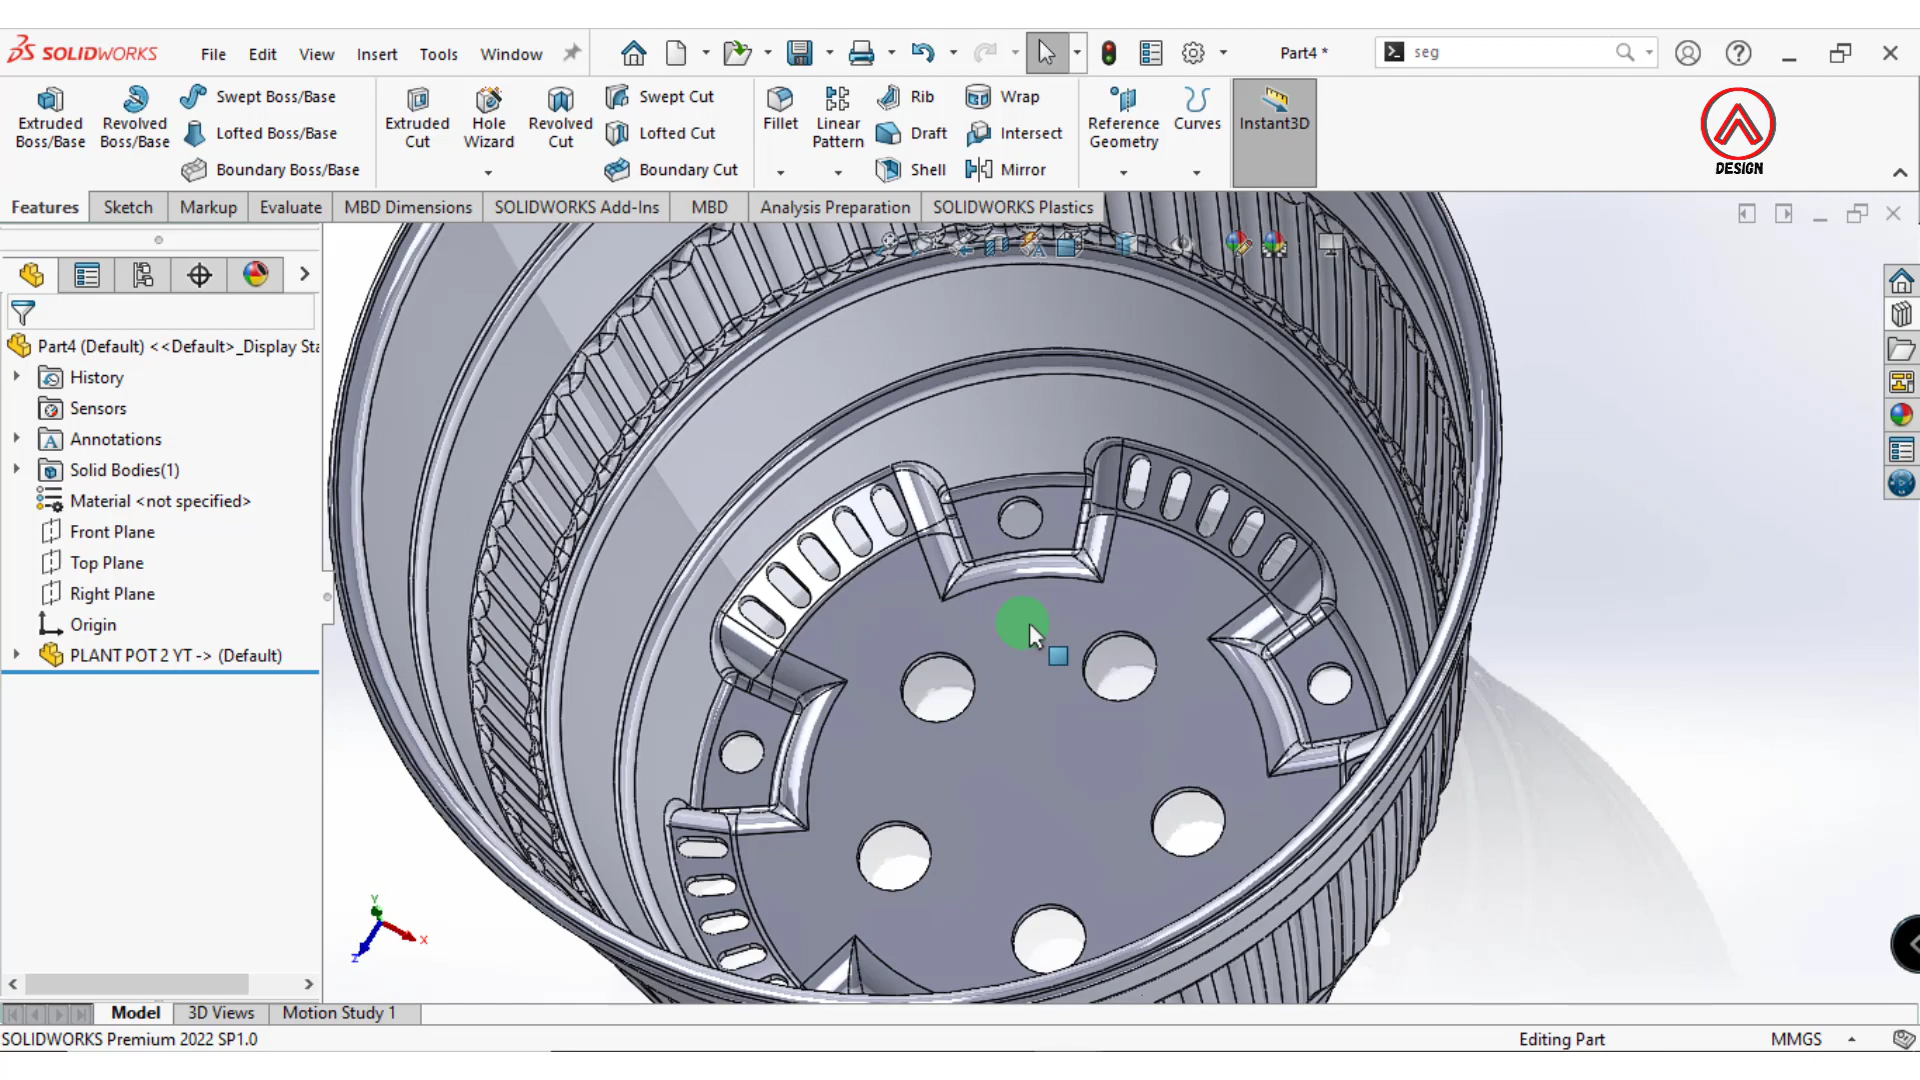 SOLIDWORKS File Edit View Insert Tools Window Part4 * seg
Extruded Boss/Base
Revolved Boss/Base
Swept Boss/Base
Lofted Boss/Base
Boundary Boss/Base
Extruded Cut
Hole Wizard
Revolved Cut
Swept Cut
Lofted Cut
Boundary Cut
Fillet
Linear Pattern
Rib
Draft
Shell
Wrap
Intersect
Mirror
Reference Geometry
Curves
Instant3D
DESIGN
Features Sketch Markup Evaluate MBD Dimensions SOLIDWORKS Add-Ins MBD Analysis Preparation SOLIDWORKS Plastics
Part4 (Default) <<Default>_Display Sta
History
Sensors
Annotations
Solid Bodies(1)
Material <not specified>
Front Plane
Top Plane
Right Plane
Origin
PLANT POT 2 YT -> (Default)
Y
X
Z
Model 3D Views Motion Study 1
SOLIDWORKS Premium 2022 SP1.0 Editing Part MMGS